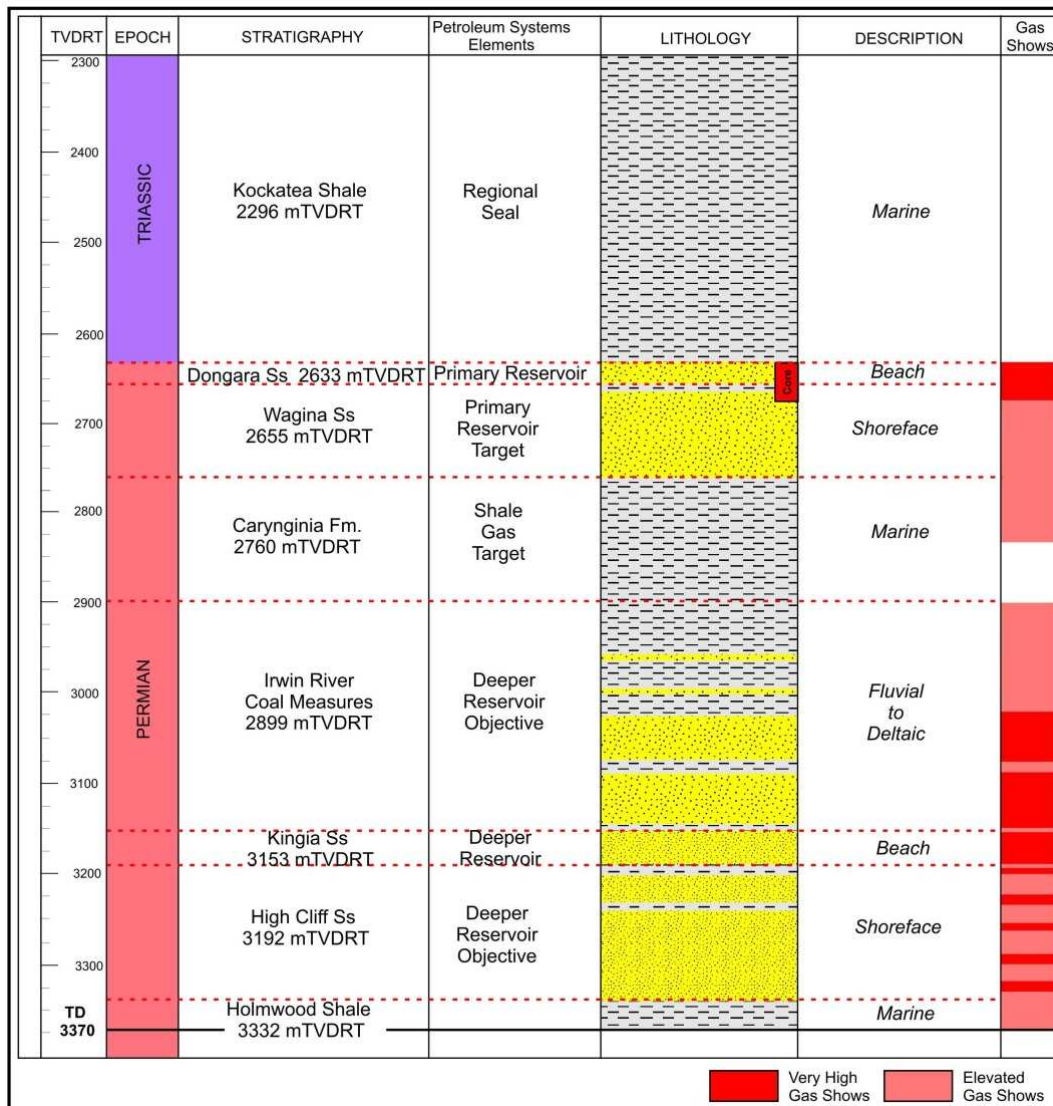 TVDRT
EPOCH
STRATIGRAPHY
Petroleum Systems
Elements
LITHOLOGY
DESCRIPTION
Gas
Shows
2300
2400
2500
2600
2700
2800
2900
3000
3100
3200
3300
TD
3370
TRIASSIC
PERMIAN
Kockatea Shale
2296 mTVDRT
Regional
Seal
Marine
Dongara Ss 2633 mTVDRT
Primary Reservoir
Core
Beach
Wagina Ss
2655 mTVDRT
Primary
Reservoir
Target
Shoreface
Carynginia Fm.
2760 mTVDRT
Shale
Gas
Target
Marine
Irwin River
Coal Measures
2899 mTVDRT
Deeper
Reservoir
Objective
Fluvial
to
Deltaic
Kingia Ss
3153 mTVDRT
Deeper
Reservoir
Beach
High Cliff Ss
3192 mTVDRT
Deeper
Reservoir
Objective
Shoreface
Holmwood Shale
3332 mTVDRT
Marine
Very High
Gas Shows
Elevated
Gas Shows